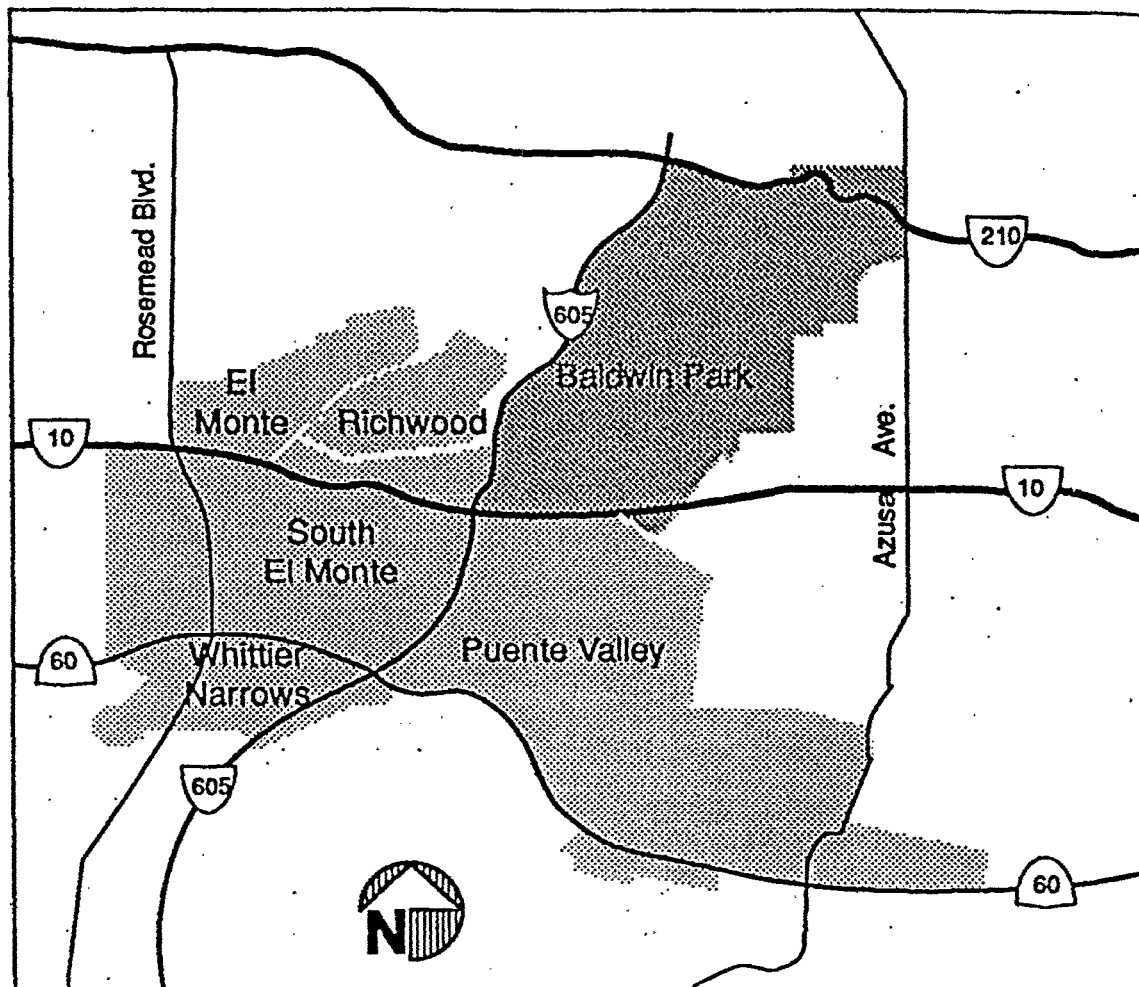 Rosemead Blvd.
210
605
Baldwin Park
El
Monte
Richwood
10
Azusa Ave.
10
South
El Monte
60
Whittier
Narrows
Puente Valley
605
60
N